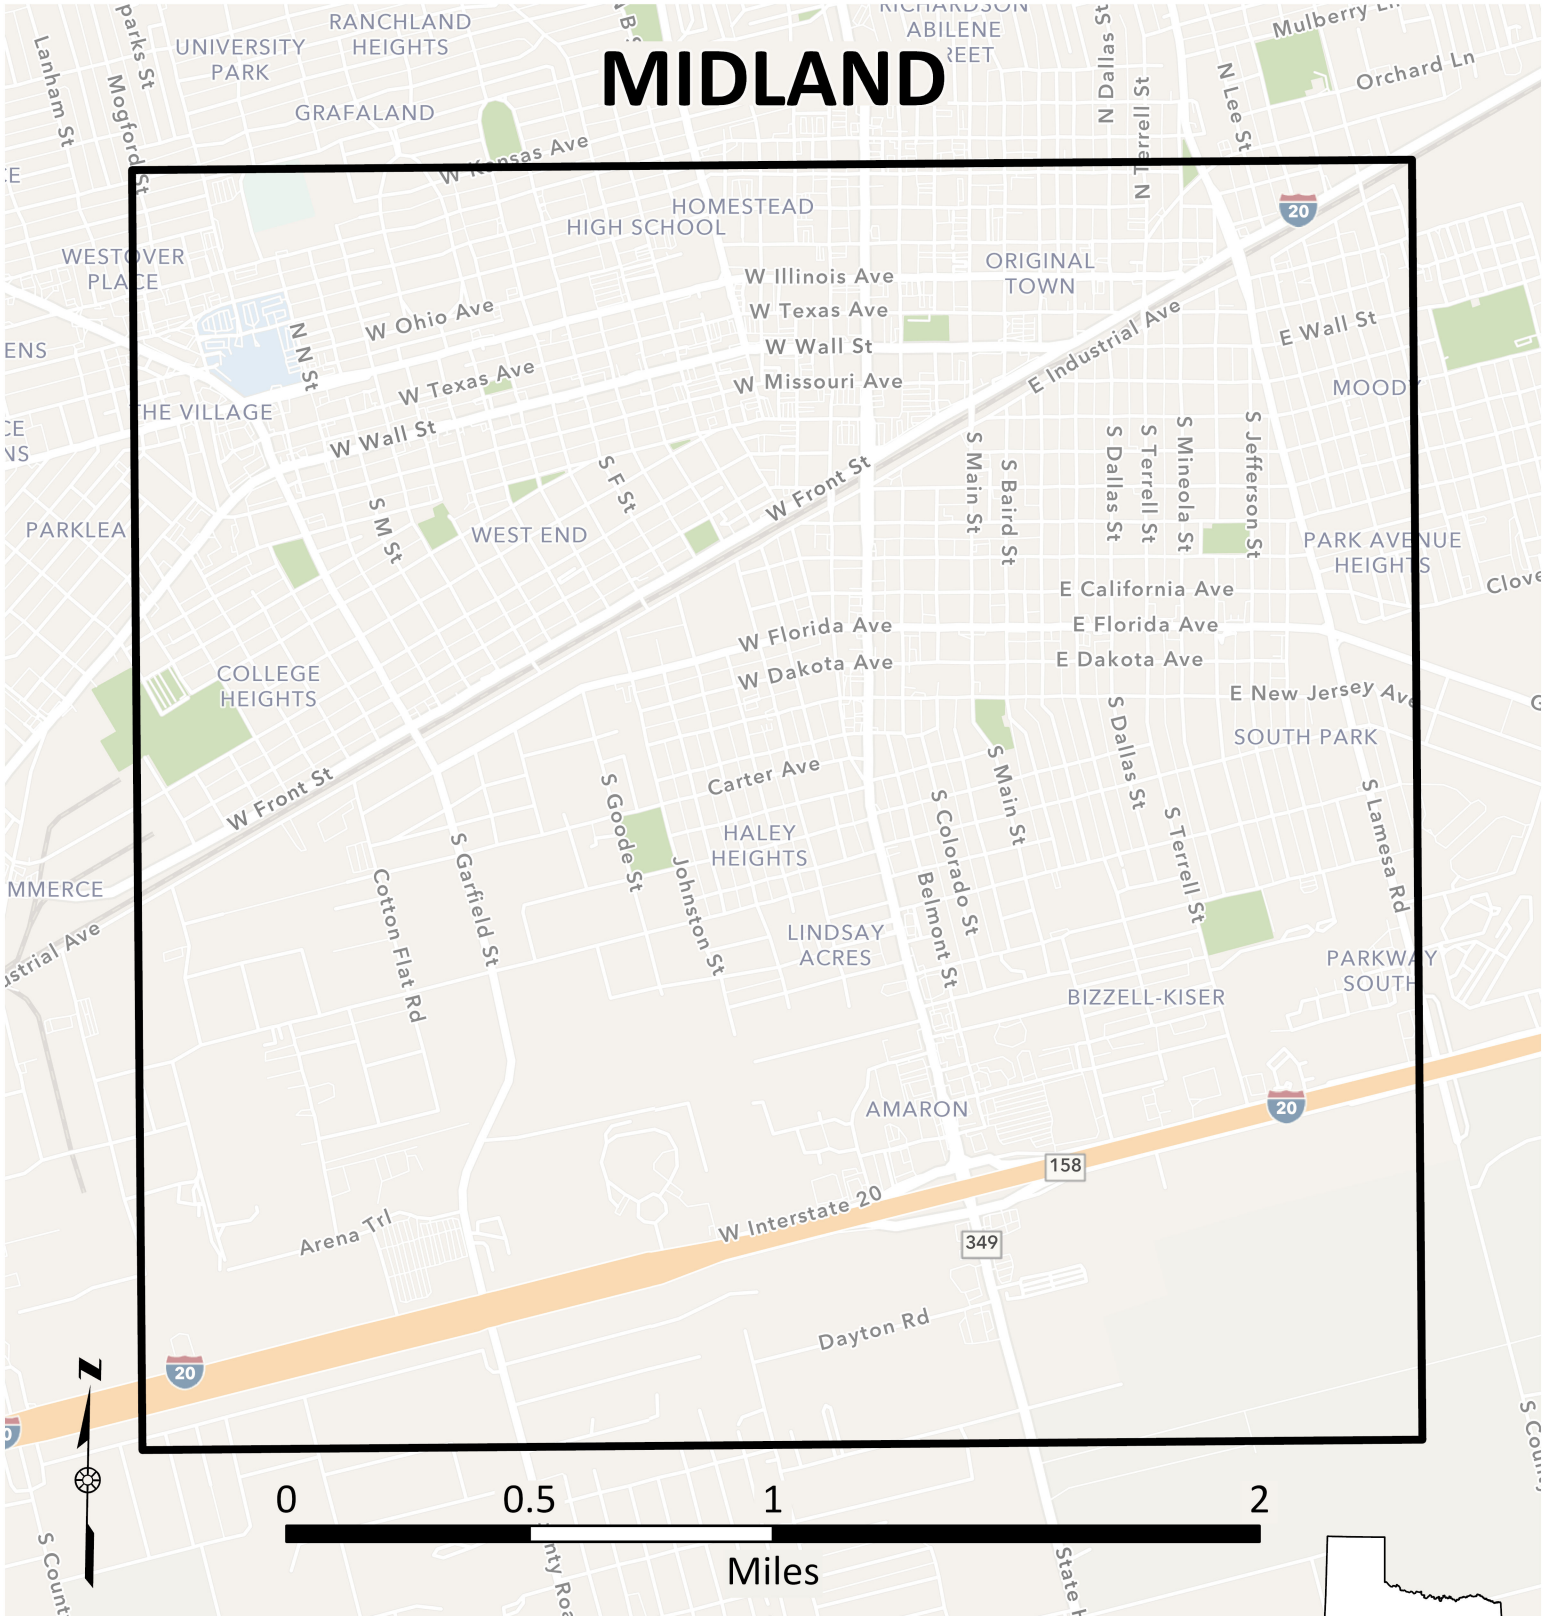 RANCHLAND
HEIGHTS
UNIVERSITY
PARK
GRAFALAND
Lanham St
Mogford St
MIDLAND
ABILENE
N Dallas St
N Terrell St
N Lee St
Mulberry
Orchard Ln
W Kansas Ave
20
HOMESTEAD
HIGH SCHOOL
WESTOVER
PLACE
ORIGINAL
TOWN
W Illinois Ave
W Texas Ave
W Wall St
W Missouri Ave
E Industrial Ave
E Wall St
MOODY
W Ohio Ave
N N St
W Texas Ave
THE VILLAGE
W Wall St
S F St
S M St
WEST END
W Front St
PARKLEA
S Main St
S Baird St
S Dallas St
S Terrell St
S Mineola St
S Jefferson St
PARK AVENUE
HEIGHTS
E California Ave
W Florida Ave
E Florida Ave
W Dakota Ave
E Dakota Ave
E New Jersey Ave
SOUTH PARK
COLLEGE
HEIGHTS
W Front St
Carter Ave
S Goode St
HALEY
HEIGHTS
Johnston St
S Main St
S Dallas St
S Terrell St
S Colorado St
Belmont St
S Lamesa Rd
MMERCE
Cotton Flat Rd
S Garfield St
LINDSAY
ACRES
PARKWAY
SOUTH
BIZZELL-KISER
AMARON
20
158
W Interstate 20
349
Arena Trl
Dayton Rd
20
N
0 0.5 1 2
Miles